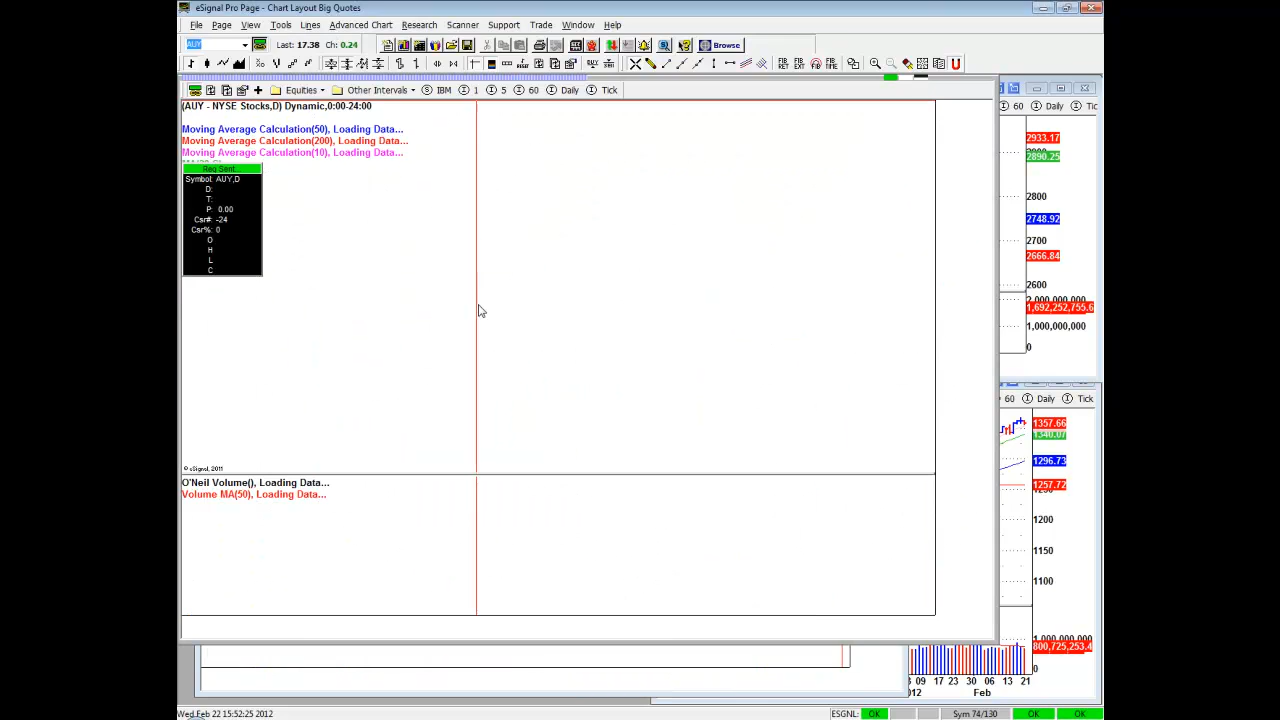 eSignal Pro Page - Chart Layout Big Quotes
File Page View Tools Lines Advanced Chart Research Scanner Support Trade Window Help
AUY Last: 17.38 Ch: 0.24 Browse
Equities Other Intervals IBM 1 5 60 Daily Tick
(AUY - NYSE Stocks,D) Dynamic,0:00-24:00
Moving Average Calculation(50), Loading Data...
Moving Average Calculation(200), Loading Data...
Moving Average Calculation(10), Loading Data...
Req Sent
Symbol: AUY,D
D:
T:
P: 0.00
Csr#: -24
Csr%: 0
O
H
L
C
© eSignal, 2011
O'Neil Volume(), Loading Data...
Volume MA(50), Loading Data...
60 Daily Tic
2933.17
2890.25
2800
2748.92
2700
2666.84
2600
2,000,000,000
1,692,252,755.6
1,000,000,000
0
60 Daily Tick
1357.66
1340.07
1296.73
1257.72
1200
1150
1100
1,000,000,000
800,725,253.4
0
09 17 23 30 06 13 21
Feb
Wed Feb 22 15:52:25 2012 ESGNL: OK Sym 74/130 OK OK